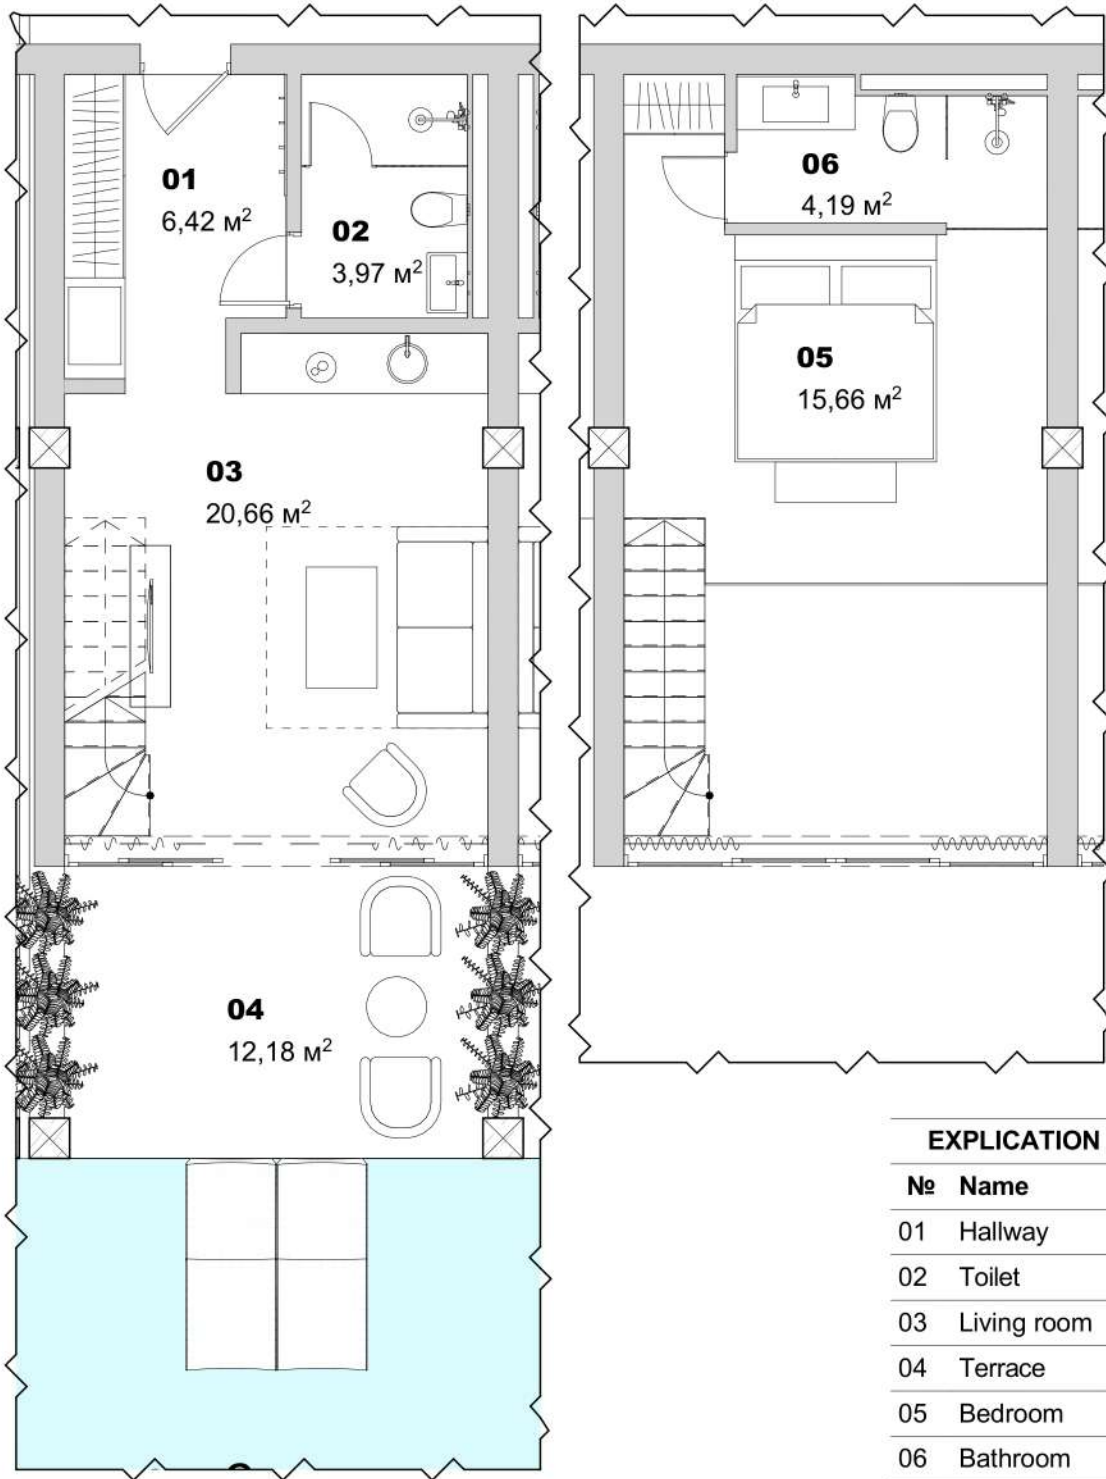 01
6,42 м²
02
3,97 м²
03
20,66 м²
04
12,18 м²
06
4,19 м²
05
15,66 м²
EXPLICATION
№ Name
01 Hallway
02 Toilet
03 Living room
04 Terrace
05 Bedroom
06 Bathroom